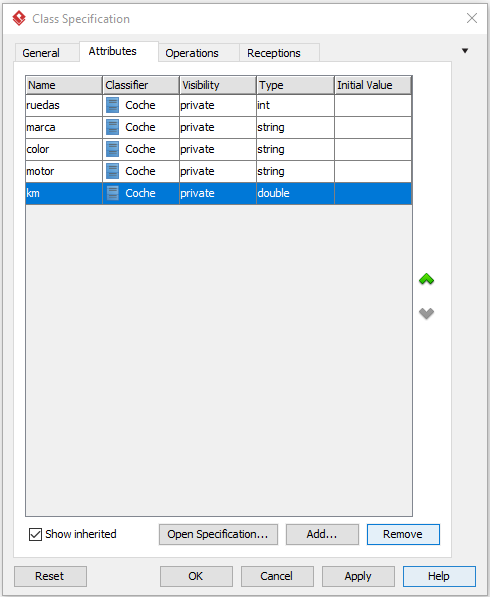 Class Specification
General Attributes Operations Receptions
Name Classifier Visibility Type Initial Value
ruedas Coche private int
marca Coche private string
color Coche private string
motor Coche private string
km Coche private double
Show inherited Open Specification... Add... Remove
Reset OK Cancel Apply Help